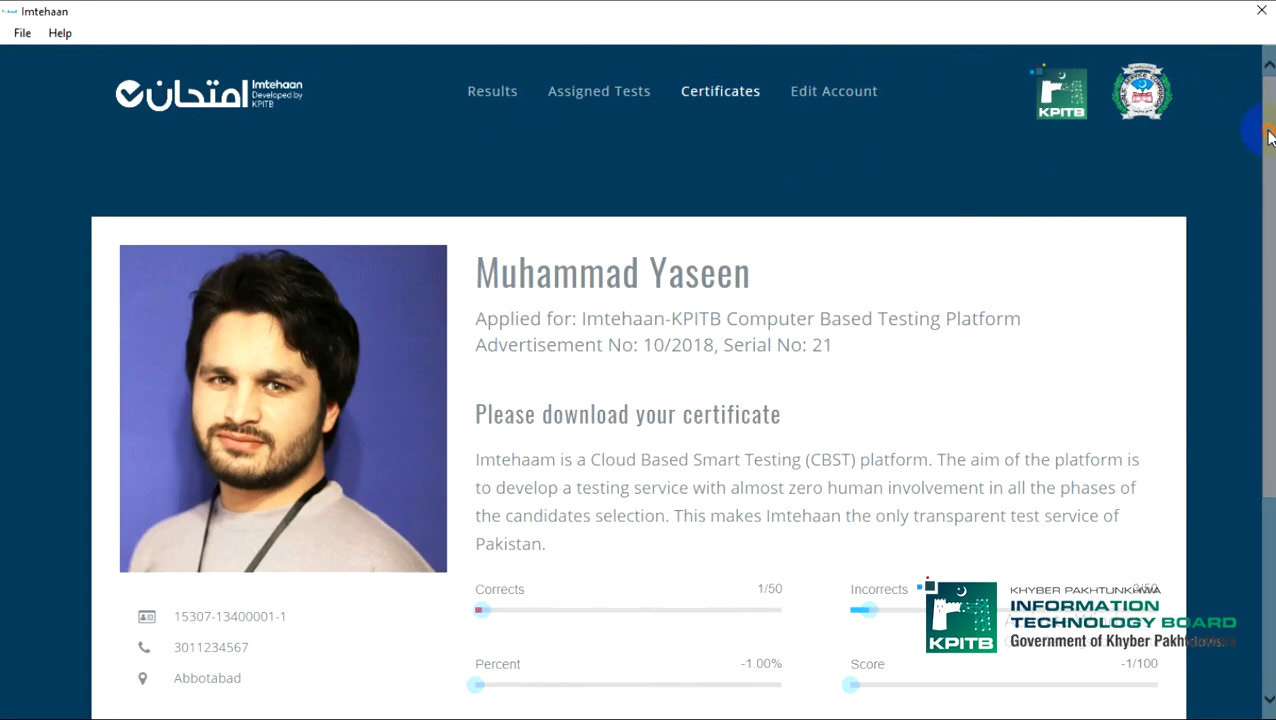 Imtehaan
File Help
امتحان
Imtehaan
Developed by
KPITB
Results Assigned Tests Certificates Edit Account
KPITB
Muhammad Yaseen
Applied for: Imtehaan-KPITB Computer Based Testing Platform
Advertisement No: 10/2018, Serial No: 21
Please download your certificate
Imtehaam is a Cloud Based Smart Testing (CBST) platform. The aim of the platform is
to develop a testing service with almost zero human involvement in all the phases of
the candidates selection. This makes Imtehaan the only transparent test service of
Pakistan.
Corrects 1/50
Incorrects
15307-13400001-1
3011234567
Abbotabad
Percent -1.00%
Score -1/100
KPITB
KHYBER PAKHTUNKHWA
INFORMATION
TECHNOLOGY BOARD
Government of Khyber Pakhtunkhwa